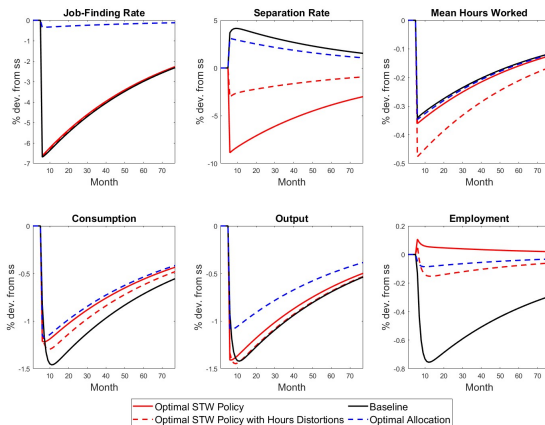 Job-Finding Rate
Separation Rate
Mean Hours Worked
% dev. from ss
0
-1
-2
-3
-4
-5
-6
-7
10 20 30 40 50 60 70
Month
% dev. from ss
5
0
-5
-10
10 20 30 40 50 60 70
Month
% dev. from ss
0
-0.1
-0.2
-0.3
-0.4
-0.5
10 20 30 40 50 60 70
Month
Consumption
Output
Employment
% dev. from ss
0
-0.5
-1
-1.5
10 20 30 40 50 60 70
Month
% dev. from ss
0
-0.5
-1
-1.5
10 20 30 40 50 60 70
Month
% dev. from ss
0.2
0
-0.2
-0.4
-0.6
-0.8
10 20 30 40 50 60 70
Month
Optimal STW Policy
Baseline
Optimal STW Policy with Hours Distortions
Optimal Allocation